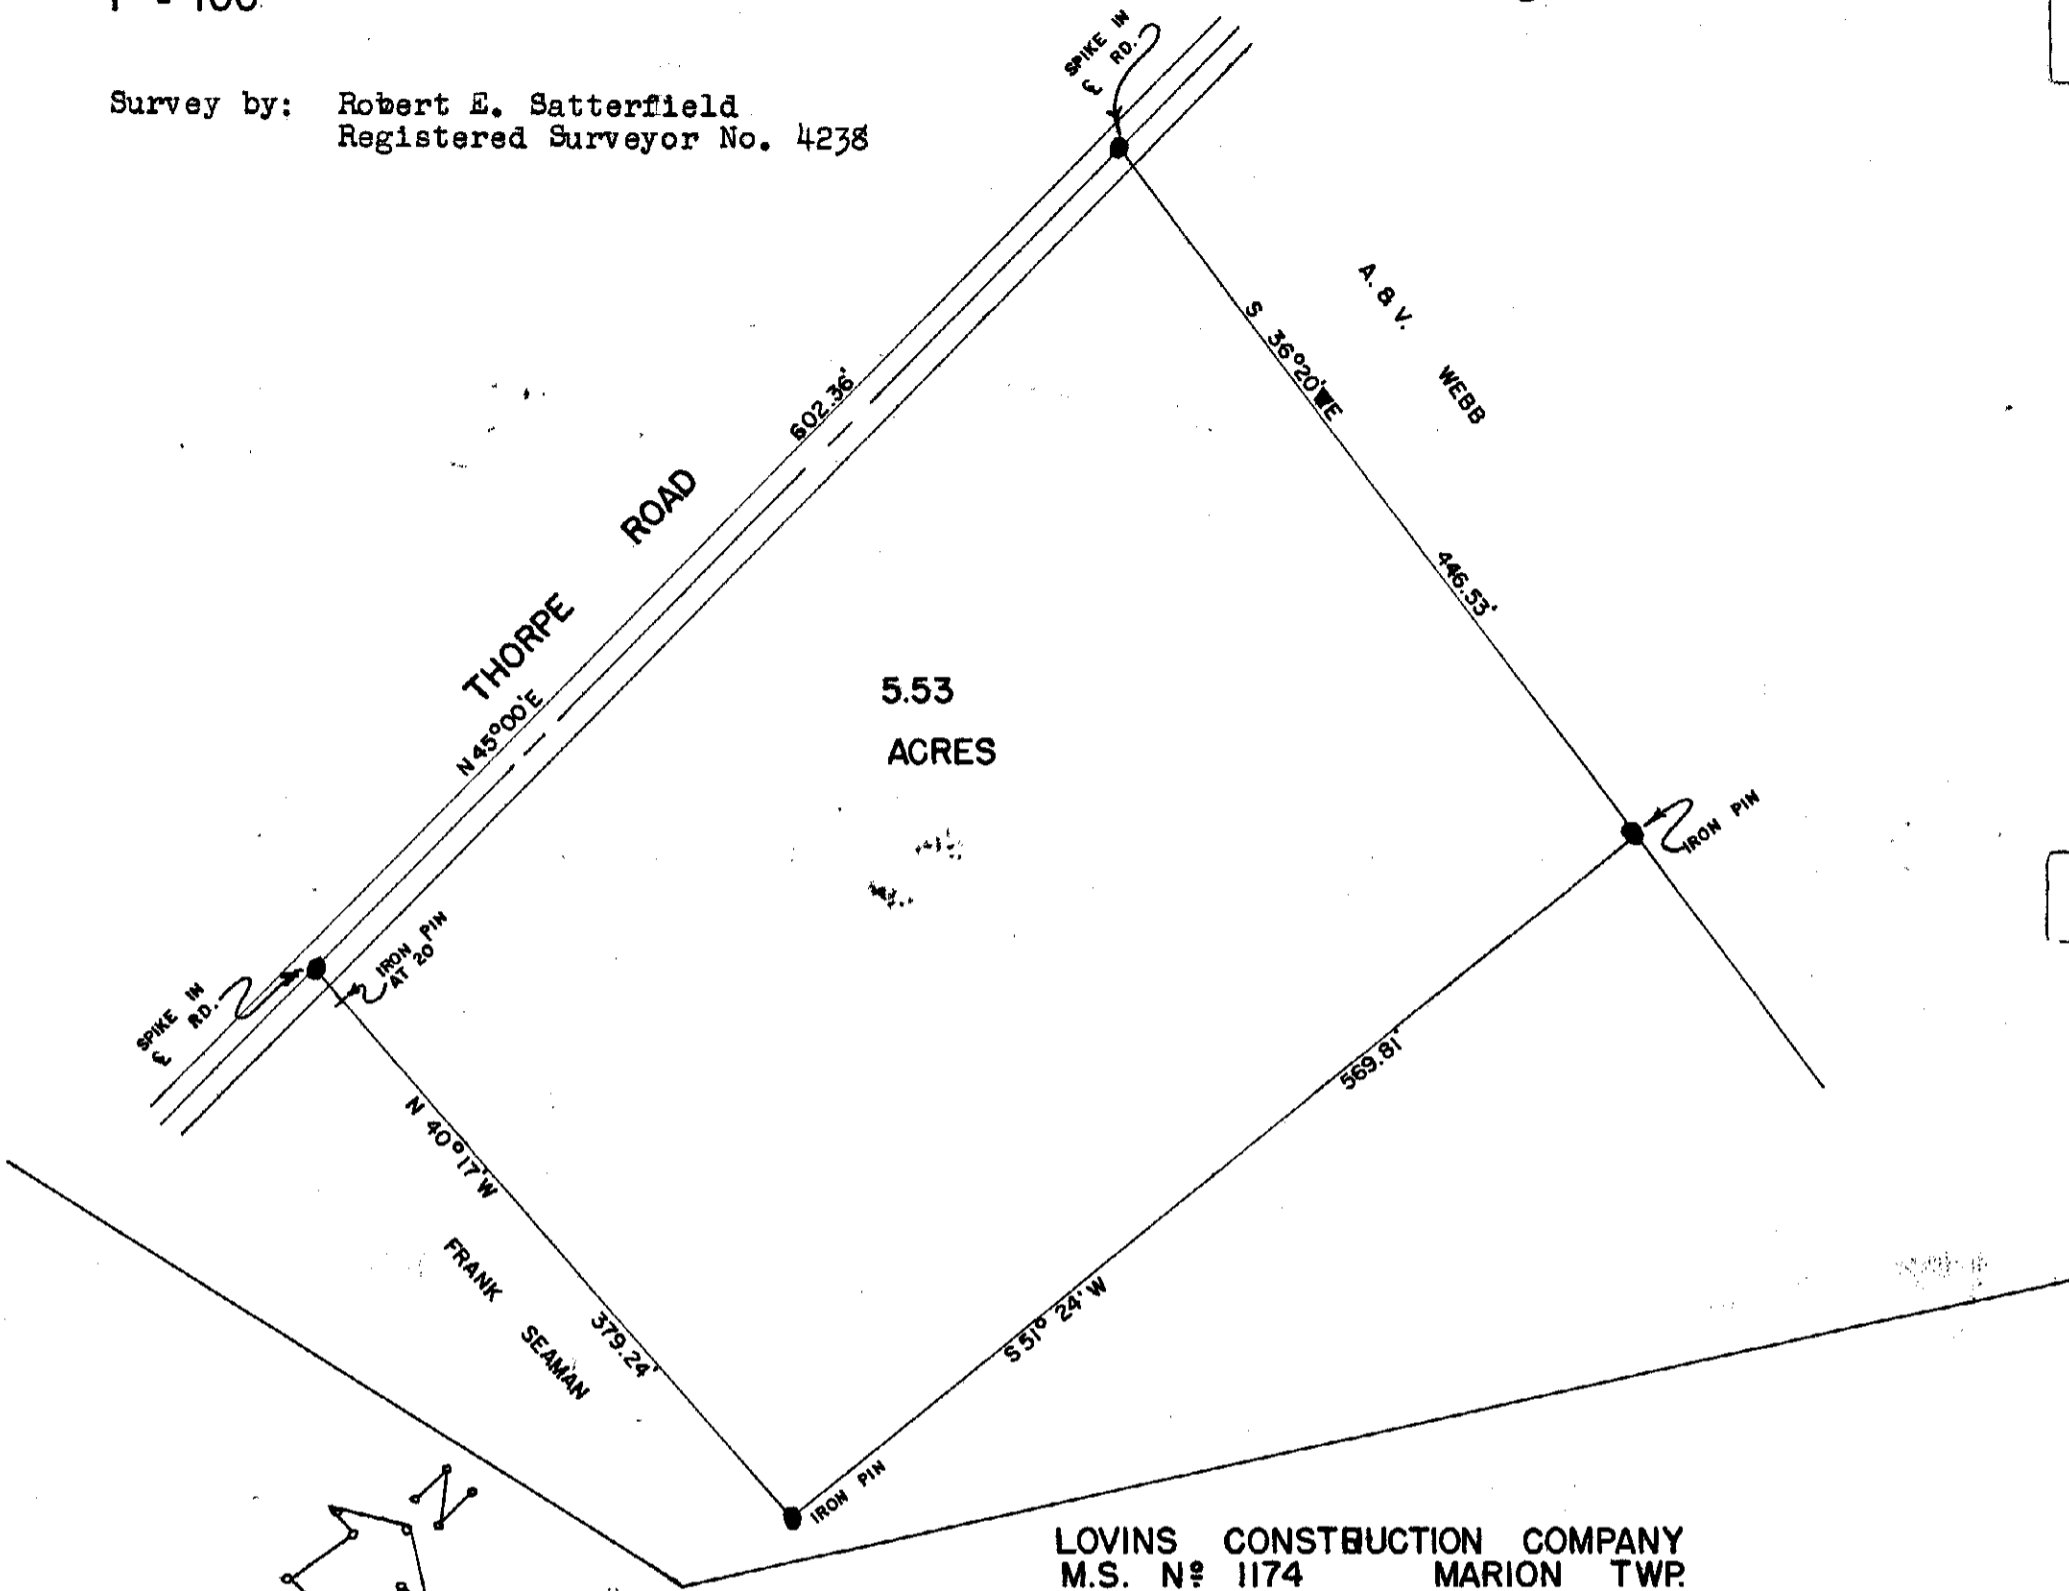 Survey by: Robert E. Satterfield
Registered Surveyor No. 4238
SPIKE IN
℄ RD.
A. & V. WEBB
S 36°20'E
602.36'
446.53'
THORPE ROAD
N 45°00'E
5.53
ACRES
IRON PIN
IRON PIN
AT 20'
SPIKE IN
℄ RD.
569.81'
N 40°17'W
FRANK SEAMAN
379.24'
S 51° 24' W
IRON PIN
N
LOVINS CONSTRUCTION COMPANY
M.S. Nº 1174 MARION TWP.